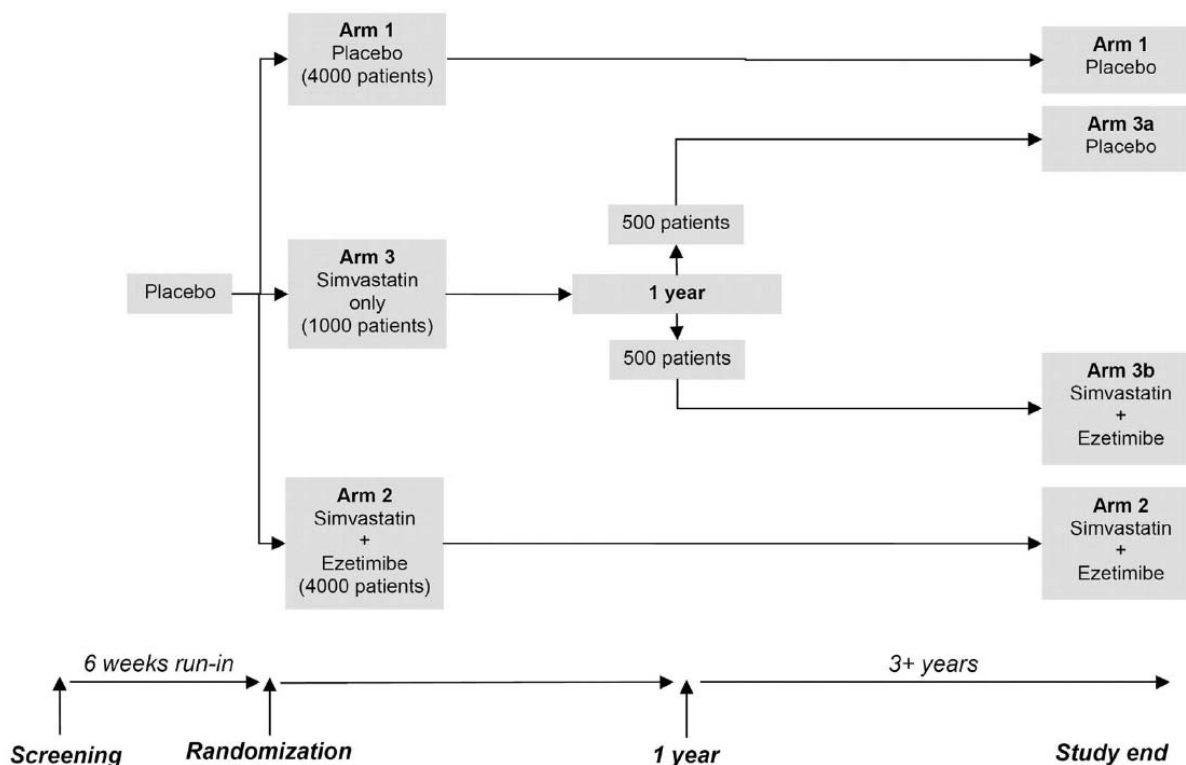 Arm 1
Placebo
(4000 patients)
Arm 1
Placebo
Arm 3a
Placebo
500 patients
Placebo
Arm 3
Simvastatin
only
(1000 patients)
1 year
500 patients
Arm 3b
Simvastatin
+
Ezetimibe
Arm 2
Simvastatin
+
Ezetimibe
(4000 patients)
Arm 2
Simvastatin
+
Ezetimibe
6 weeks run-in
3+ years
Screening
Randomization
1 year
Study end